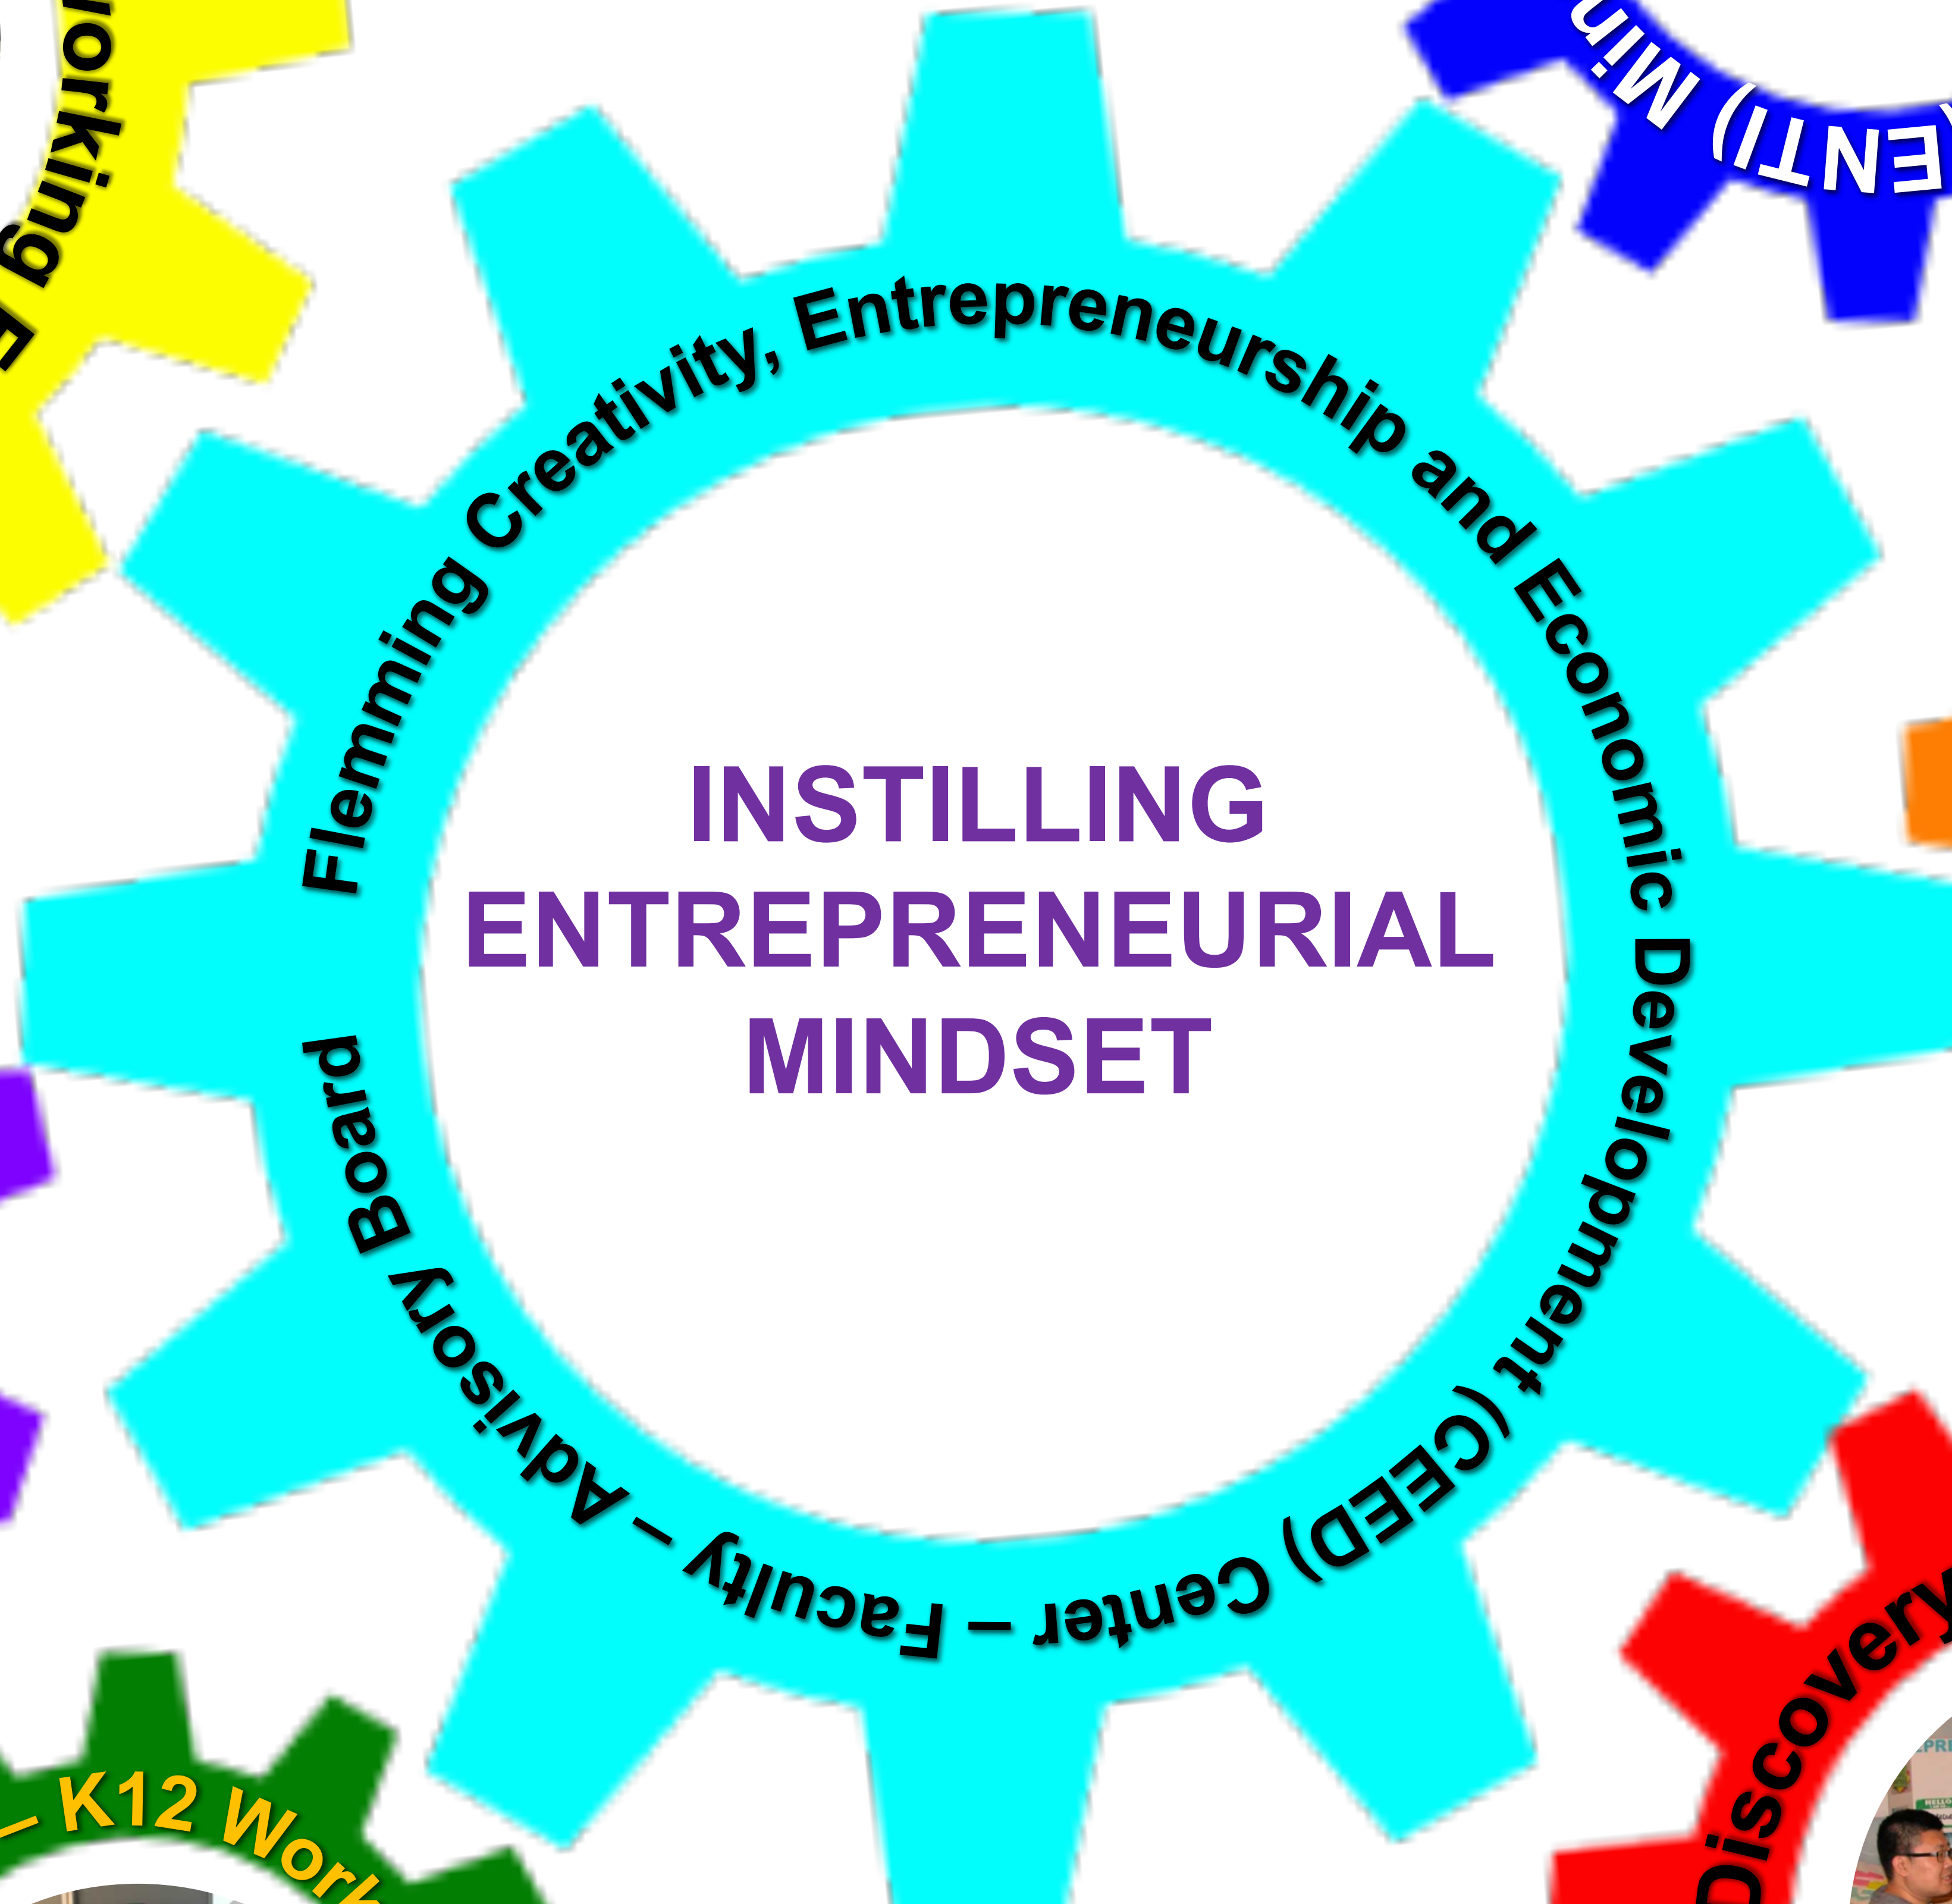 orking
(ENTI) Min
Flemming Creativity, Entrepreneurship and Economic Development (CEED) Center – Faculty – Advisory Board
INSTILLING
ENTREPRENEURIAL
MINDSET
– K12 Work
Discovery
HELLO